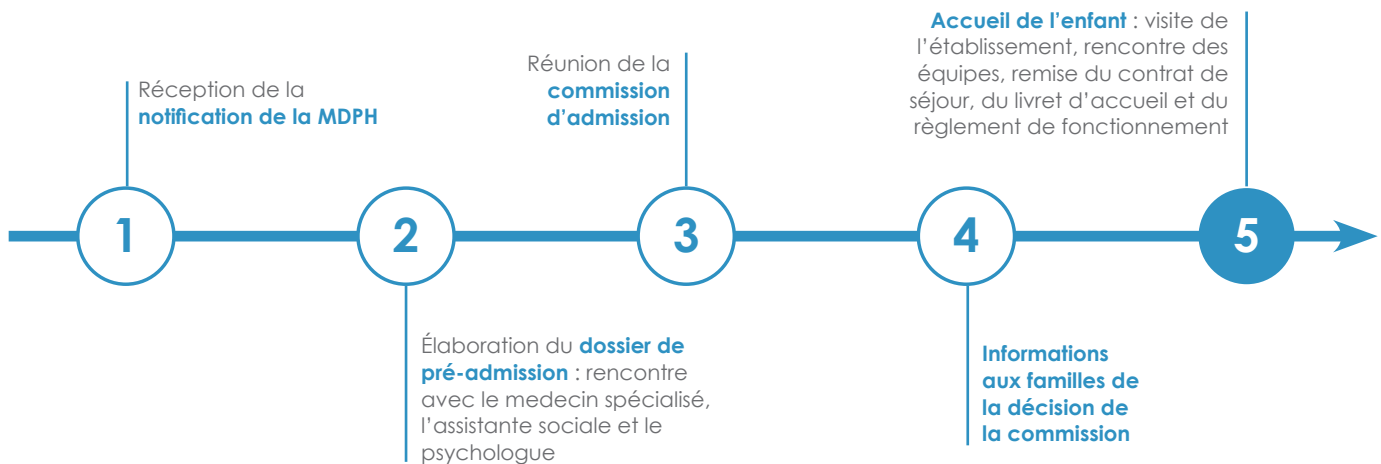 1
Réception de la
notification de la MDPH
2
Élaboration du dossier de
pré-admission : rencontre
avec le medecin spécialisé,
l'assistante sociale et le
psychologue
3
Réunion de la
commission
d'admission
4
Informations
aux familles de
la décision de
la commission
5
Accueil de l'enfant : visite de
l'établissement, rencontre des
équipes, remise du contrat de
séjour, du livret d'accueil et du
règlement de fonctionnement